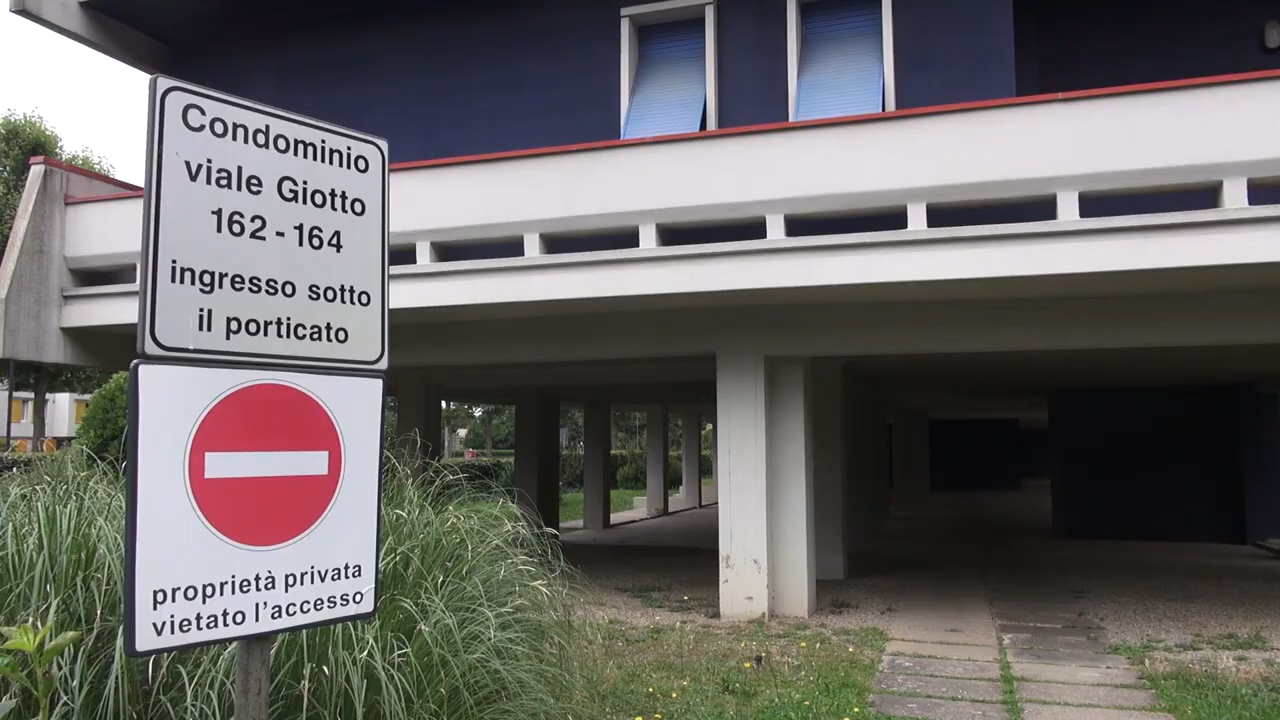 Condominio
viale Giotto
162 - 164
ingresso sotto
il porticato
proprietà privata
vietato l'accesso